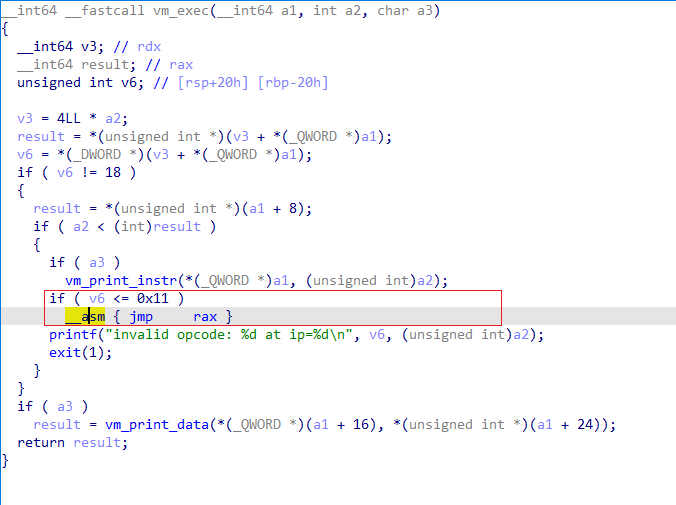 __int64 __fastcall vm_exec(__int64 a1, int a2, char a3)
{
  __int64 v3; // rdx
  __int64 result; // rax
  unsigned int v6; // [rsp+20h] [rbp-20h]

  v3 = 4LL * a2;
  result = *(unsigned int *)(v3 + *(_QWORD *)a1);
  v6 = *(_DWORD *)(v3 + *(_QWORD *)a1);
  if ( v6 != 18 )
  {
    result = *(unsigned int *)(a1 + 8);
    if ( a2 < (int)result )
    {
      if ( a3 )
        vm_print_instr(*(_QWORD *)a1, (unsigned int)a2);
      if ( v6 <= 0x11 )
        __asm { jmp     rax }
      printf("invalid opcode: %d at ip=%d\n", v6, (unsigned int)a2);
      exit(1);
    }
  }
  if ( a3 )
    result = vm_print_data(*(_QWORD *)(a1 + 16), *(unsigned int *)(a1 + 24));
  return result;
}